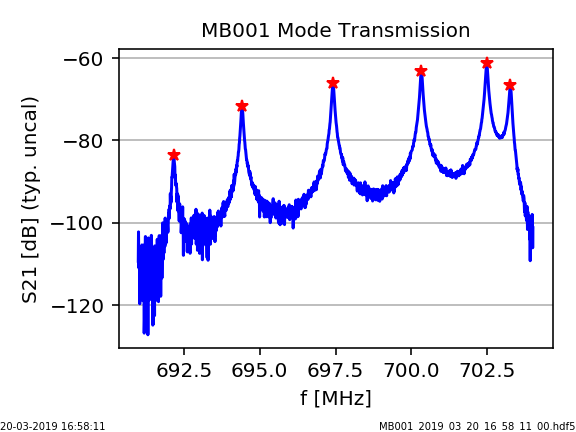 MB001 Mode Transmission
−60
−80
−100
−120
S21 [dB] (typ. uncal)
692.5 695.0 697.5 700.0 702.5
f [MHz]
20-03-2019 16:58:11
MB001_2019_03_20_16_58_11_00.hdf5